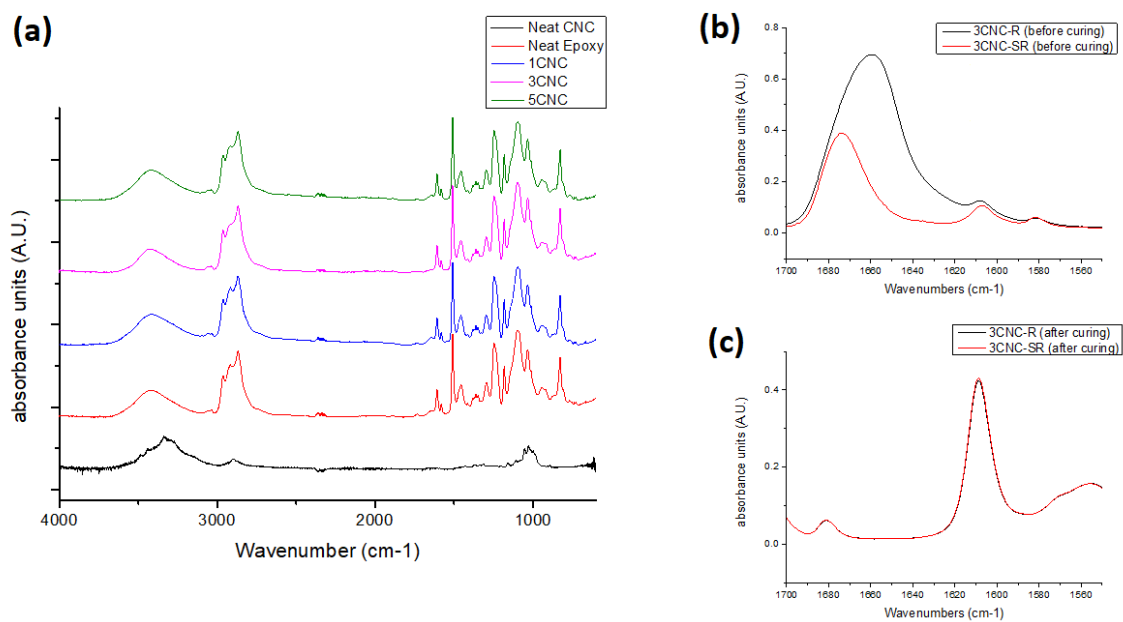 (a)
Neat CNC
Neat Epoxy
1CNC
3CNC
5CNC
absorbance units (A.U.)
4000 3000 2000 1000
Wavenumber (cm-1)
(b)
3CNC-R (before curing)
3CNC-SR (before curing)
absorbance units (A.U.)
0.8
0.6
0.4
0.2
0.0
1700 1680 1660 1640 1620 1600 1580 1560
Wavenumbers (cm-1)
(c)
3CNC-R (after curing)
3CNC-SR (after curing)
absorbance units (A.U.)
0.4
0.2
0.0
1700 1680 1660 1640 1620 1600 1580 1560
Wavenumbers (cm-1)